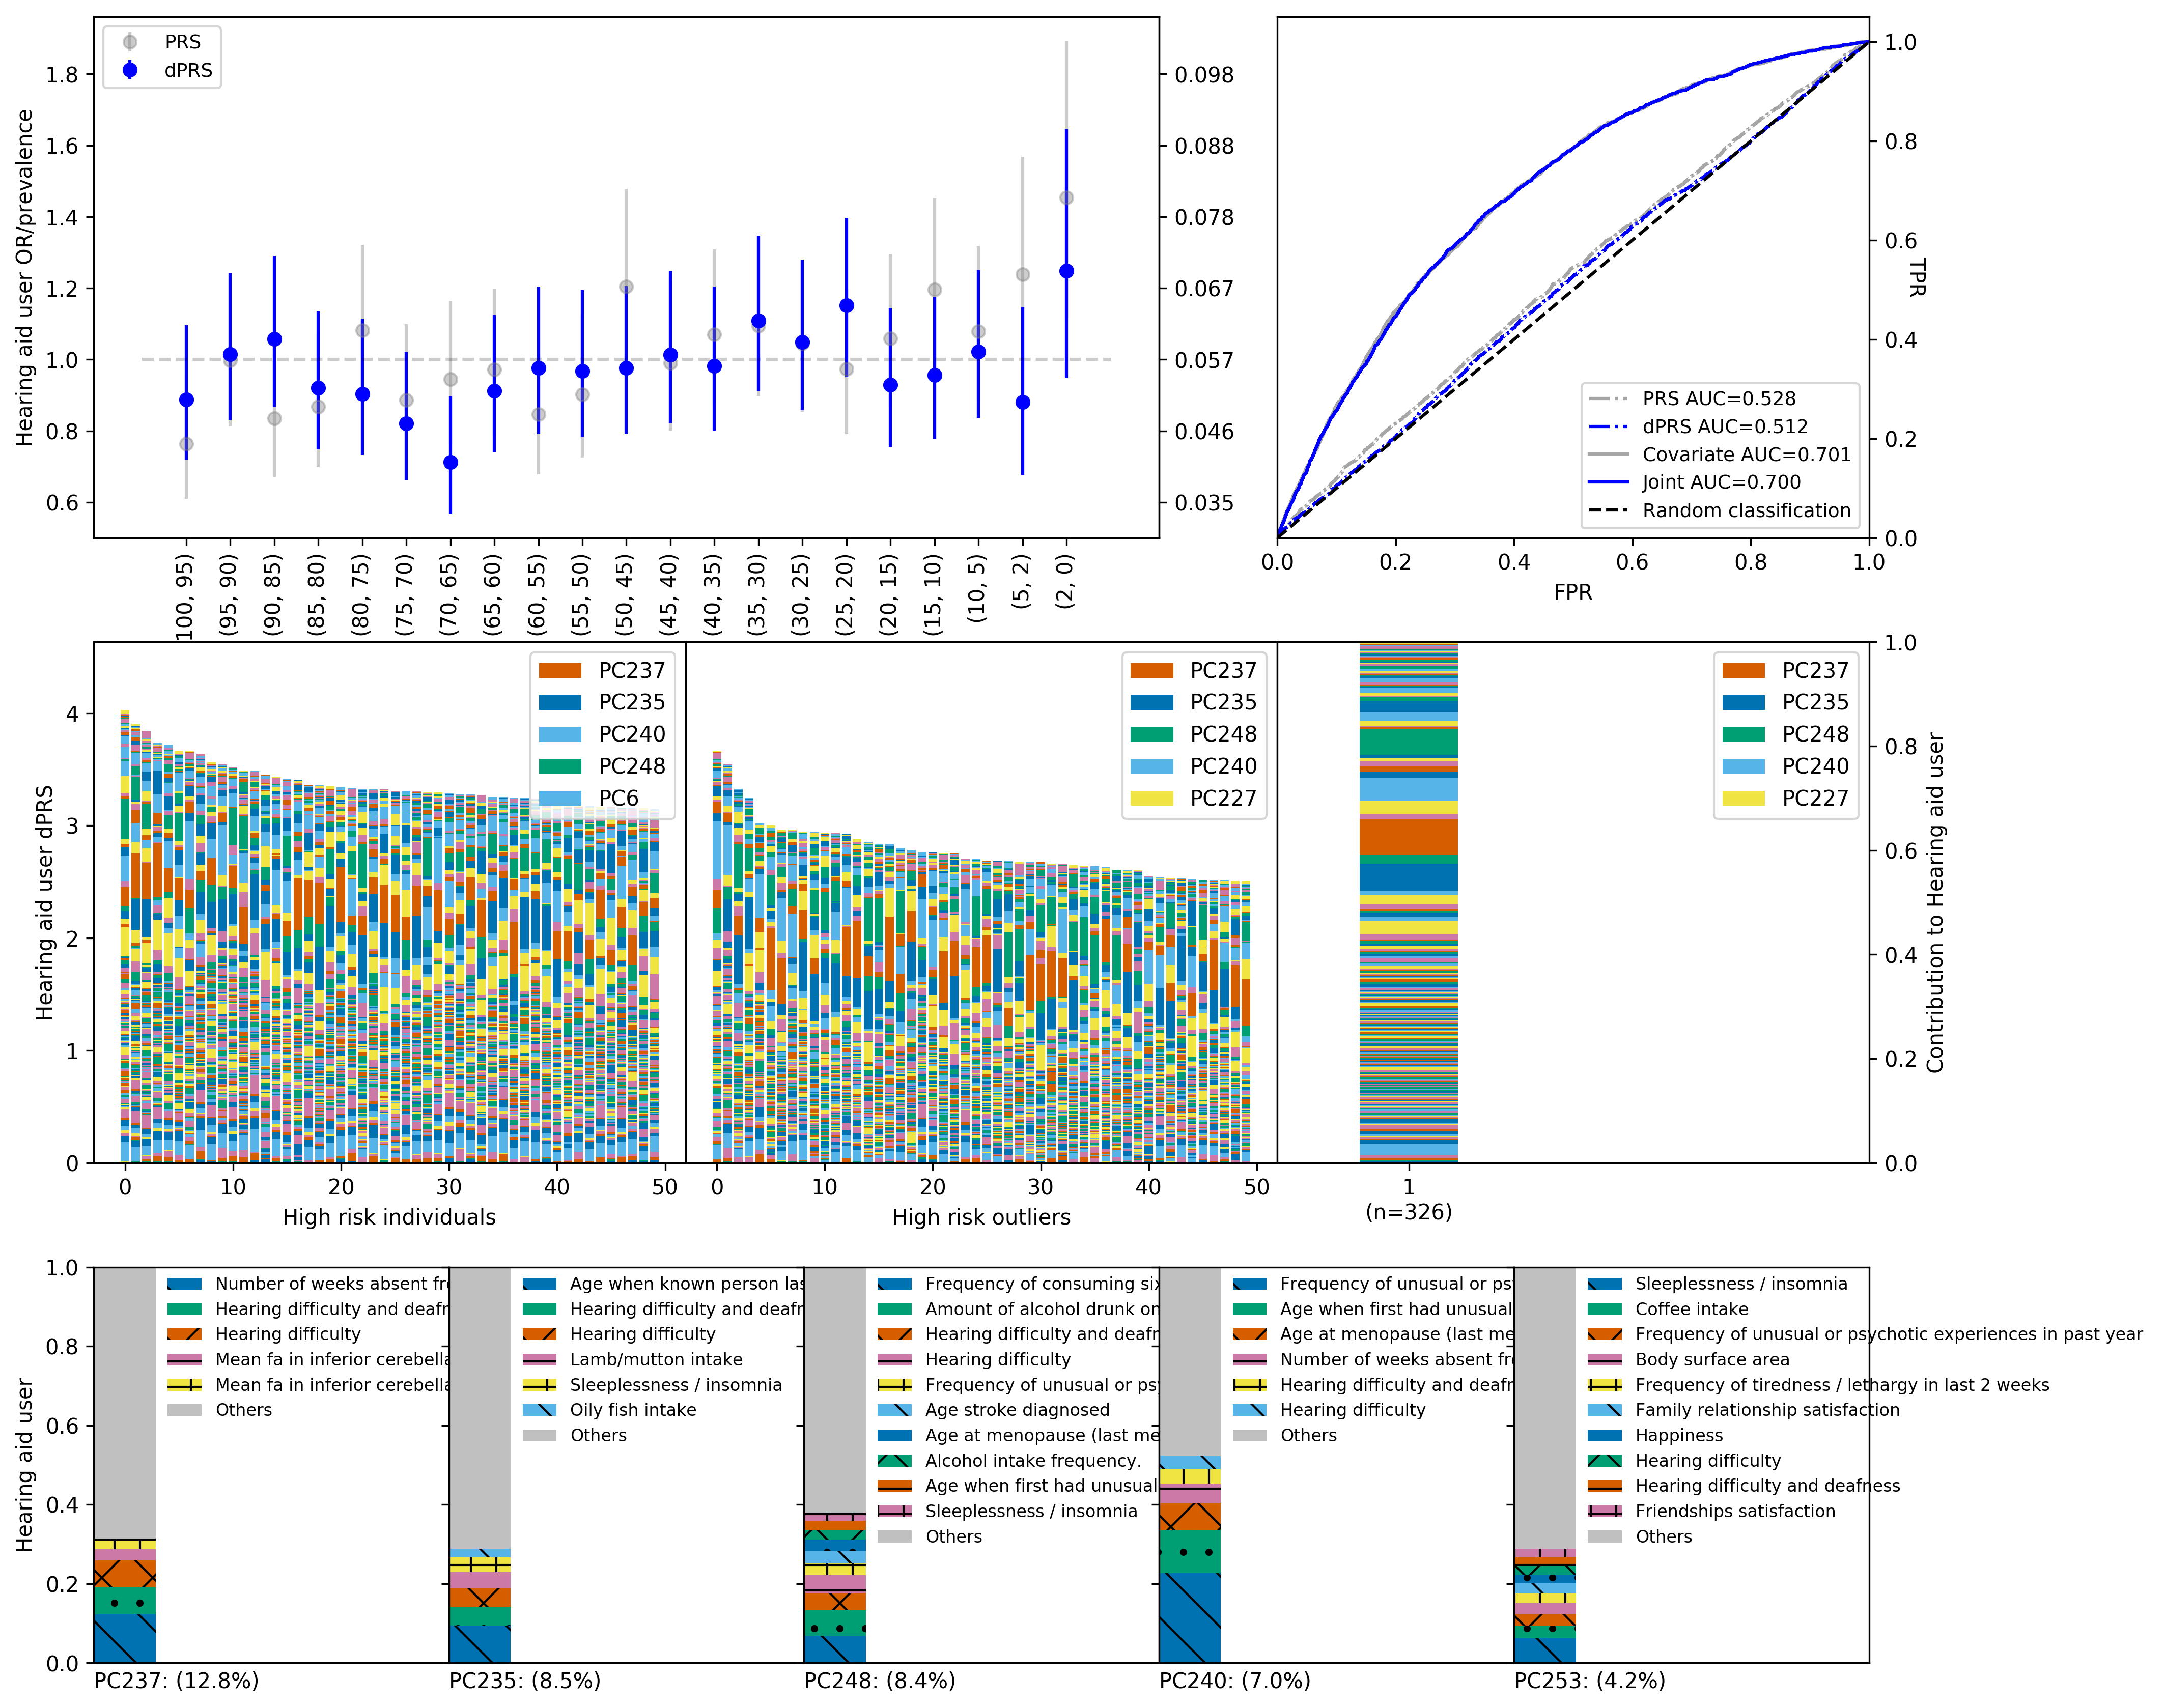 PRS
dPRS
Hearing aid user OR/prevalence
1.8
1.6
1.4
1.2
1.0
0.8
0.6
0.098
0.088
0.078
0.067
0.057
0.046
0.035
100, 95)
(95, 90)
(90, 85)
(85, 80)
(80, 75)
(75, 70)
(70, 65)
(65, 60)
(60, 55)
(55, 50)
(50, 45)
(45, 40)
(40, 35)
(35, 30)
(30, 25)
(25, 20)
(20, 15)
(15, 10)
(10, 5)
(5, 2)
(2, 0)
PRS AUC=0.528
dPRS AUC=0.512
Covariate AUC=0.701
Joint AUC=0.700
Random classification
1.0
0.8
0.6
0.4
0.2
0.0
TPR
0.0 0.2 0.4 0.6 0.8 1.0
FPR
Hearing aid user dPRS
4
3
2
1
0
PC237
PC235
PC240
PC248
PC6
0 10 20 30 40 50
High risk individuals
PC237
PC235
PC248
PC240
PC227
0 10 20 30 40 50
High risk outliers
PC237
PC235
PC248
PC240
PC227
1
(n=326)
1.0
0.8
0.6
0.4
0.2
0.0
Contribution to Hearing aid user
Hearing aid user
1.0
0.8
0.6
0.4
0.2
0.0
Number of weeks absent fr
Hearing difficulty and deafr
Hearing difficulty
Mean fa in inferior cerebella
Mean fa in inferior cerebella
Others
PC237: (12.8%)
Age when known person las
Hearing difficulty and deafr
Hearing difficulty
Lamb/mutton intake
Sleeplessness / insomnia
Oily fish intake
Others
PC235: (8.5%)
Frequency of consuming six
Amount of alcohol drunk on
Hearing difficulty and deafr
Hearing difficulty
Frequency of unusual or psy
Age stroke diagnosed
Age at menopause (last me
Alcohol intake frequency.
Age when first had unusual
Sleeplessness / insomnia
Others
PC248: (8.4%)
Frequency of unusual or psy
Age when first had unusual
Age at menopause (last me
Number of weeks absent fr
Hearing difficulty and deafr
Hearing difficulty
Others
PC240: (7.0%)
Sleeplessness / insomnia
Coffee intake
Frequency of unusual or psychotic experiences in past year
Body surface area
Frequency of tiredness / lethargy in last 2 weeks
Family relationship satisfaction
Happiness
Hearing difficulty
Hearing difficulty and deafness
Friendships satisfaction
Others
PC253: (4.2%)